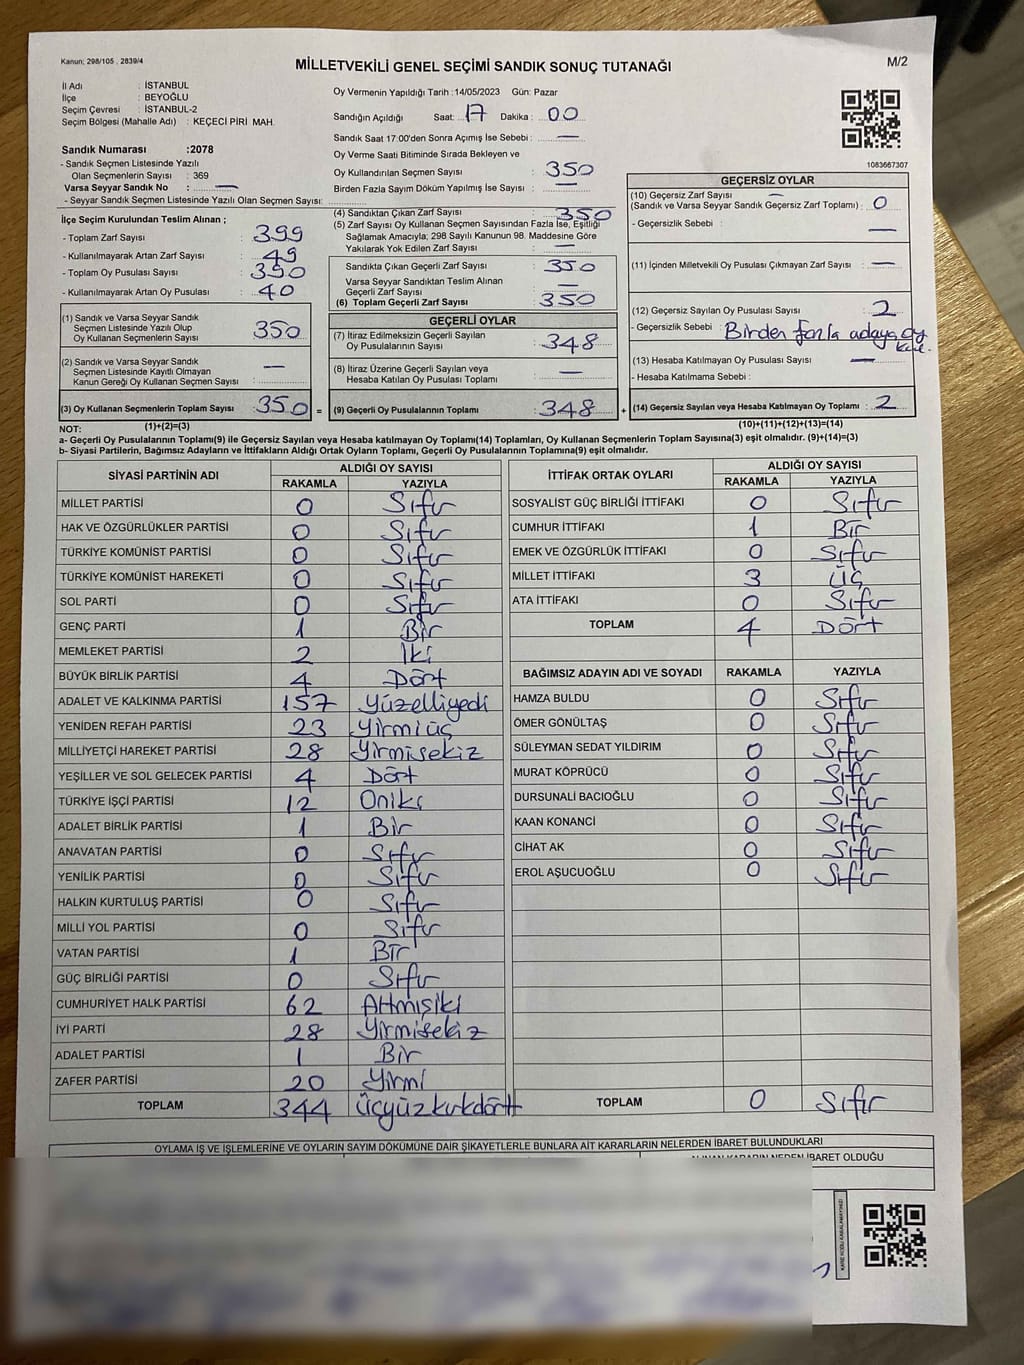 Kanun; 298/105 , 2839/4
MİLLETVEKİLİ GENEL SEÇİMİ SANDIK SONUÇ TUTANAĞI
M/2
İl Adı : İSTANBUL
İlçe : BEYOĞLU
Seçim Çevresi : İSTANBUL-2
Seçim Bölgesi (Mahalle Adı) : KEÇECİ PİRİ MAH.
Sandık Numarası :2078
- Sandık Seçmen Listesinde Yazılı
Olan Seçmenlerin Sayısı : 369
Varsa Seyyar Sandık No : —
- Seyyar Sandık Seçmen Listesinde Yazılı Olan Seçmen Sayısı:
Oy Vermenin Yapıldığı Tarih :14/05/2023 Gün: Pazar
Sandığın Açıldığı Saat: 17 Dakika : 00
Sandık Saat 17:00'den Sonra Açımış İse Sebebi : —
Oy Verme Saati Bitiminde Sırada Bekleyen ve
Oy Kullandırılan Seçmen Sayısı : 350
Birden Fazla Sayım Döküm Yapılmış İse Sayısı : —
1083667307
İlçe Seçim Kurulundan Teslim Alınan ;
- Toplam Zarf Sayısı : 399
- Kullanılmayarak Artan Zarf Sayısı : 49
- Toplam Oy Pusulası Sayısı : 390
- Kullanılmayarak Artan Oy Pusulası : 40
(4) Sandıktan Çıkan Zarf Sayısı : 350
(5) Zarf Sayısı Oy Kullanan Seçmen Sayısından Fazla İse, Eşitliği
Sağlamak Amacıyla; 298 Sayılı Kanunun 98. Maddesine Göre
Yakılarak Yok Edilen Zarf Sayısı : —
Sandıkta Çıkan Geçerli Zarf Sayısı : 350
Varsa Seyyar Sandıktan Teslim Alınan
Geçerli Zarf Sayısı : —
(6) Toplam Geçerli Zarf Sayısı : 350
GEÇERSİZ OYLAR
(10) Geçersiz Zarf Sayısı —
(Sandık ve Varsa Seyyar Sandık Geçersiz Zarf Toplamı) : 0
- Geçersizlik Sebebi : —
(11) İçinden Milletvekili Oy Pusulası Çıkmayan Zarf Sayısı : —
(12) Geçersiz Sayılan Oy Pusulası Sayısı : 2
- Geçersizlik Sebebi : Birden fazla adaya oy
(13) Hesaba Katılmayan Oy Pusulası Sayısı : —
- Hesaba Katılmama Sebebi :
(14) Geçersiz Sayılan veya Hesaba Katılmayan Oy Toplamı : 2
(10)+(11)+(12)+(13)=(14)
(1) Sandık ve Varsa Seyyar Sandık
Seçmen Listesinde Yazılı Olup
Oy Kullanan Seçmenlerin Sayısı : 350
(2) Sandık ve Varsa Seyyar Sandık
Seçmen Listesinde Kayıtlı Olmayan
Kanun Gereği Oy Kullanan Seçmen Sayısı : —
(3) Oy Kullanan Seçmenlerin Toplam Sayısı : 350 =
(1)+(2)=(3)
GEÇERLİ OYLAR
(7) İtiraz Edilmeksizin Geçerli Sayılan
Oy Pusulalarının Sayısı : 348
(8) İtiraz Üzerine Geçerli Sayılan veya
Hesaba Katılan Oy Pusulası Toplamı : —
(9) Geçerli Oy Pusulalarının Toplamı : 348 +
NOT:
a- Geçerli Oy Pusulalarının Toplamı(9) ile Geçersiz Sayılan veya Hesaba katılmayan Oy Toplamı(14) Toplamları, Oy Kullanan Seçmenlerin Toplam Sayısına(3) eşit olmalıdır. (9)+(14)=(3)
b- Siyasi Partilerin, Bağımsız Adayların ve İttifakların Aldığı Ortak Oyların Toplamı, Geçerli Oy Pusulalarının Toplamına(9) eşit olmalıdır.
SİYASİ PARTİNİN ADI ALDIĞI OY SAYISI
RAKAMLA YAZIYLA
MİLLET PARTİSİ 0 Sıfır
HAK VE ÖZGÜRLÜKLER PARTİSİ 0 Sıfır
TÜRKİYE KOMÜNİST PARTİSİ 0 Sıfır
TÜRKİYE KOMÜNİST HAREKETİ 0 Sıfır
SOL PARTİ 0 Sıfır
GENÇ PARTİ 1 Bir
MEMLEKET PARTİSİ 2 İki
BÜYÜK BİRLİK PARTİSİ 4 Dört
ADALET VE KALKINMA PARTİSİ 157 Yüzelliyedi
YENİDEN REFAH PARTİSİ 23 Yirmiüç
MİLLİYETÇİ HAREKET PARTİSİ 28 Yirmisekiz
YEŞİLLER VE SOL GELECEK PARTİSİ 4 Dört
TÜRKİYE İŞÇİ PARTİSİ 12 Oniki
ADALET BİRLİK PARTİSİ 1 Bir
ANAVATAN PARTİSİ 0 Sıfır
YENİLİK PARTİSİ 0 Sıfır
HALKIN KURTULUŞ PARTİSİ 0 Sıfır
MİLLİ YOL PARTİSİ 0 Sıfır
VATAN PARTİSİ 1 Bir
GÜÇ BİRLİĞİ PARTİSİ 0 Sıfır
CUMHURİYET HALK PARTİSİ 62 Altmışiki
İYİ PARTİ 28 Yirmisekiz
ADALET PARTİSİ 1 Bir
ZAFER PARTİSİ 20 Yirmi
TOPLAM 344 Üçyüzkırkdört
İTTİFAK ORTAK OYLARI ALDIĞI OY SAYISI
RAKAMLA YAZIYLA
SOSYALİST GÜÇ BİRLİĞİ İTTİFAKI 0 Sıfır
CUMHUR İTTİFAKI 1 Bir
EMEK VE ÖZGÜRLÜK İTTİFAKI 0 Sıfır
MİLLET İTTİFAKI 3 Üç
ATA İTTİFAKI 0 Sıfır
TOPLAM 4 Dört
BAĞIMSIZ ADAYIN ADI VE SOYADI RAKAMLA YAZIYLA
HAMZA BULDU 0 Sıfır
ÖMER GÖNÜLTAŞ 0 Sıfır
SÜLEYMAN SEDAT YILDIRIM 0 Sıfır
MURAT KÖPRÜCÜ 0 Sıfır
DURSUNALİ BACIOĞLU 0 Sıfır
KAAN KONANCİ 0 Sıfır
CİHAT AK 0 Sıfır
EROL AŞUCUOĞLU 0 Sıfır
TOPLAM 0 Sıfır
OYLAMA İŞ VE İŞLEMLERİNE VE OYLARIN SAYIM DÖKÜMÜNE DAİR ŞİKAYETLERLE BUNLARA AİT KARARLARIN NELERDEN İBARET BULUNDUKLARI
İBARET OLDUĞU